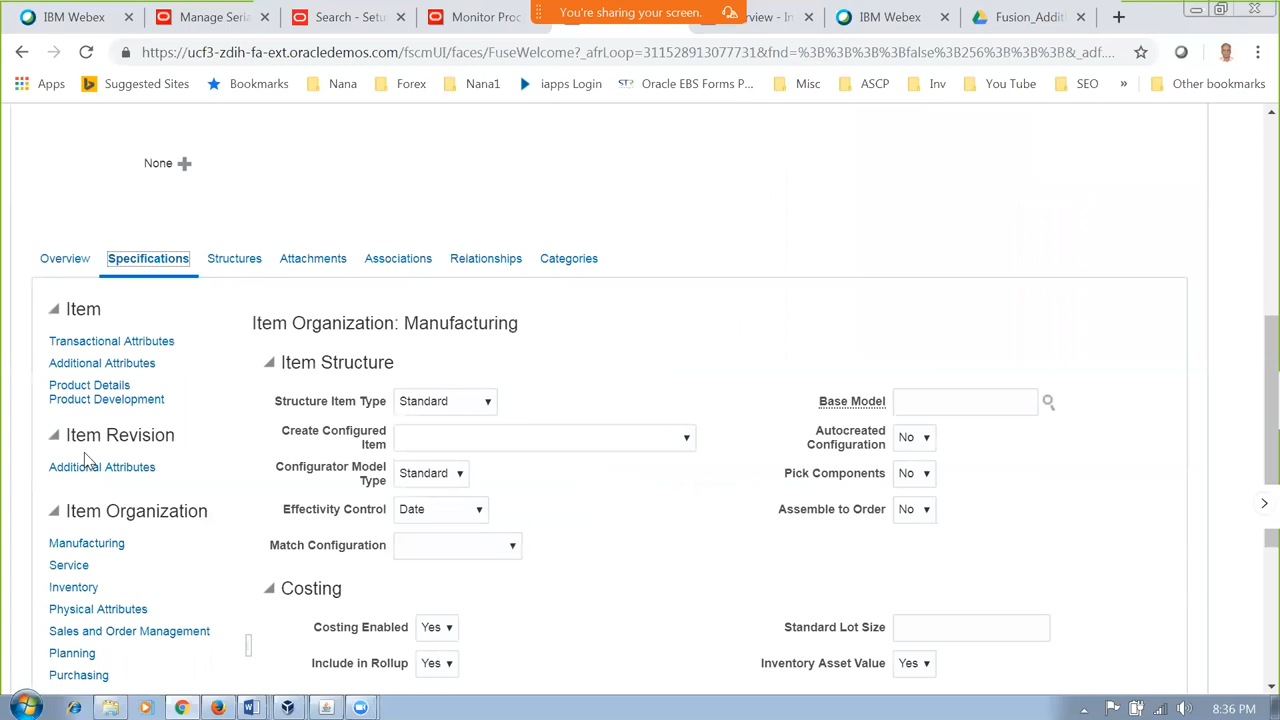 IBM Webex
Manage Seria
Search - Setu
Monitor Proc
You're sharing your screen.
rview - In
IBM Webex
Fusion_Addit
https://ucf3-zdih-fa-ext.oracledemos.com/fscmUI/faces/FuseWelcome?_afrLoop=311528913077731&fnd=%3B%3B%3B%3Bfalse%3B256%3B%3B%3B&_adf....
Apps
Suggested Sites
Bookmarks
Nana
Forex
Nana1
iapps Login
Oracle EBS Forms P...
Misc
ASCP
Inv
You Tube
SEO
»
Other bookmarks
None
Overview
Specifications
Structures
Attachments
Associations
Relationships
Categories
Item
Transactional Attributes
Additional Attributes
Product Details
Product Development
Item Revision
Additional Attributes
Item Organization
Manufacturing
Service
Inventory
Physical Attributes
Sales and Order Management
Planning
Purchasing
Item Organization: Manufacturing
Item Structure
Structure Item Type Standard
Base Model
Create Configured
Item
Autocreated
Configuration No
Configurator Model
Type Standard
Pick Components No
Effectivity Control Date
Assemble to Order No
Match Configuration
Costing
Costing Enabled Yes
Standard Lot Size
Include in Rollup Yes
Inventory Asset Value Yes
8:36 PM